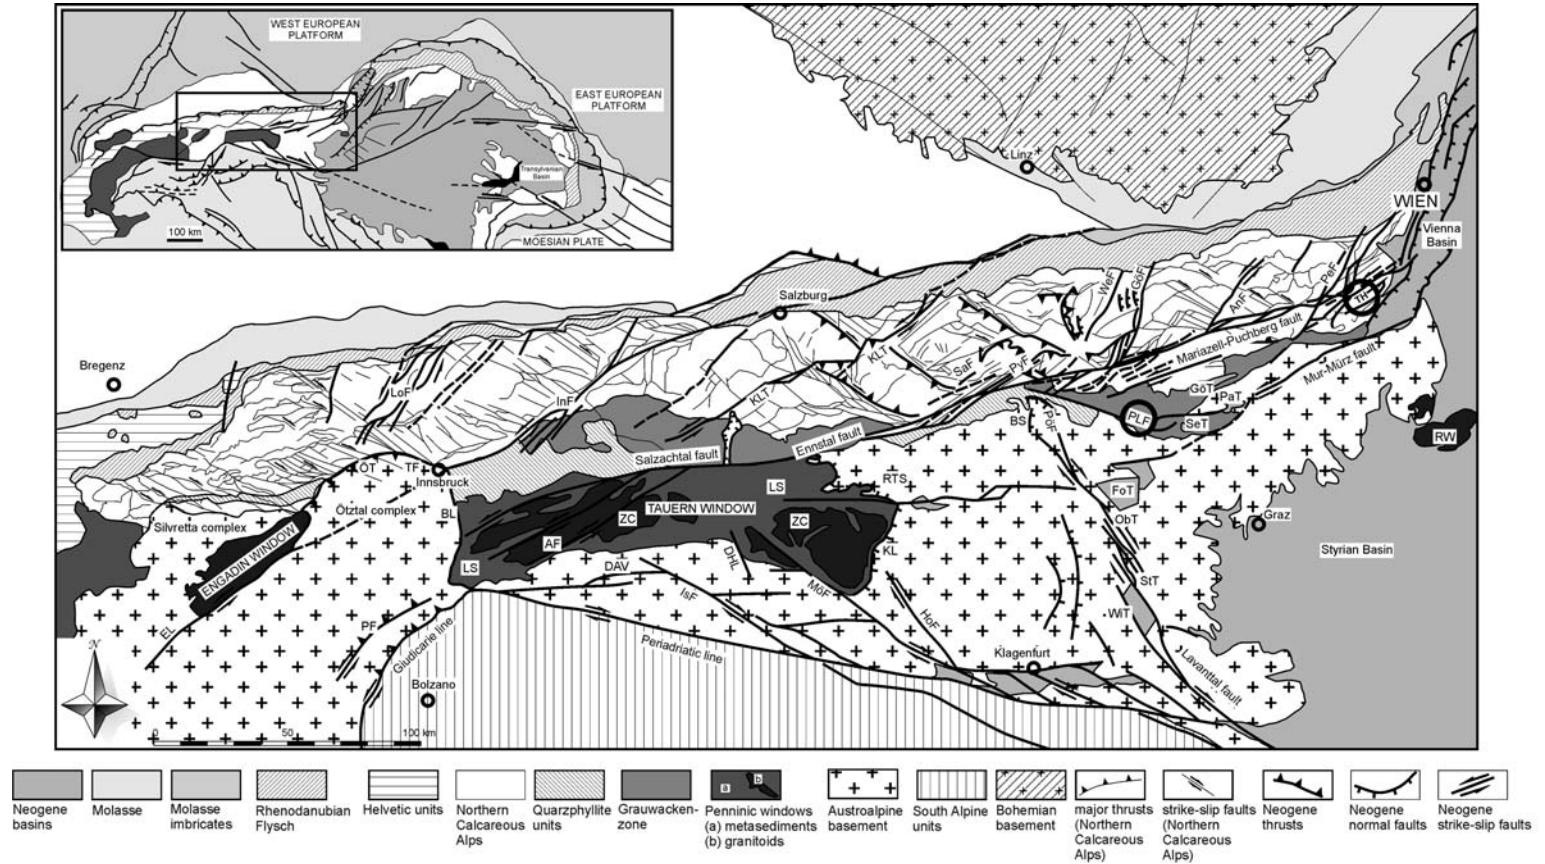 WEST EUROPEAN
PLATFORM
EAST EUROPEAN
PLATFORM
Transylvanian
Basin
100 km
MOESIAN PLATE
Linz
WIEN
Vienna
Basin
Salzburg
WeF
GöF
AnF
PeF
TH
Mariazell-Puchberg fault
Bregenz
LoF
InF
KLT
KLT
SaF
PyF
Mur-Mürz fault
GöT
PaT
PLF
SeT
BS
PöF
Salzachtal fault
Ennstal fault
ÖT
TF
Innsbruck
RTS
LS
FoT
RW
Silvretta complex
Ötztal complex
BL
TAUERN WINDOW
ZC
ZC
ObT
Graz
ENGADIN WINDOW
AF
KL
Styrian Basin
LS
DAV
DHL
StT
IsF
MöF
HoF
WiT
EL
PF
Giudicarie line
Periadriatic line
Klagenfurt
Lavanttal fault
Bolzano
N
0
50
100 km
Neogene
basins
Molasse
Molasse
imbricates
Rhenodanubian
Flysch
Helvetic units
Northern
Calcareous
Alps
Quarzphyllite
units
Grauwacken-
zone
a
b
Penninic windows
(a) metasediments
(b) granitoids
Austroalpine
basement
South Alpine
units
Bohemian
basement
major thrusts
(Northern
Calcareous
Alps)
strike-slip faults
(Northern
Calcareous
Alps)
Neogene
thrusts
Neogene
normal faults
Neogene
strike-slip faults